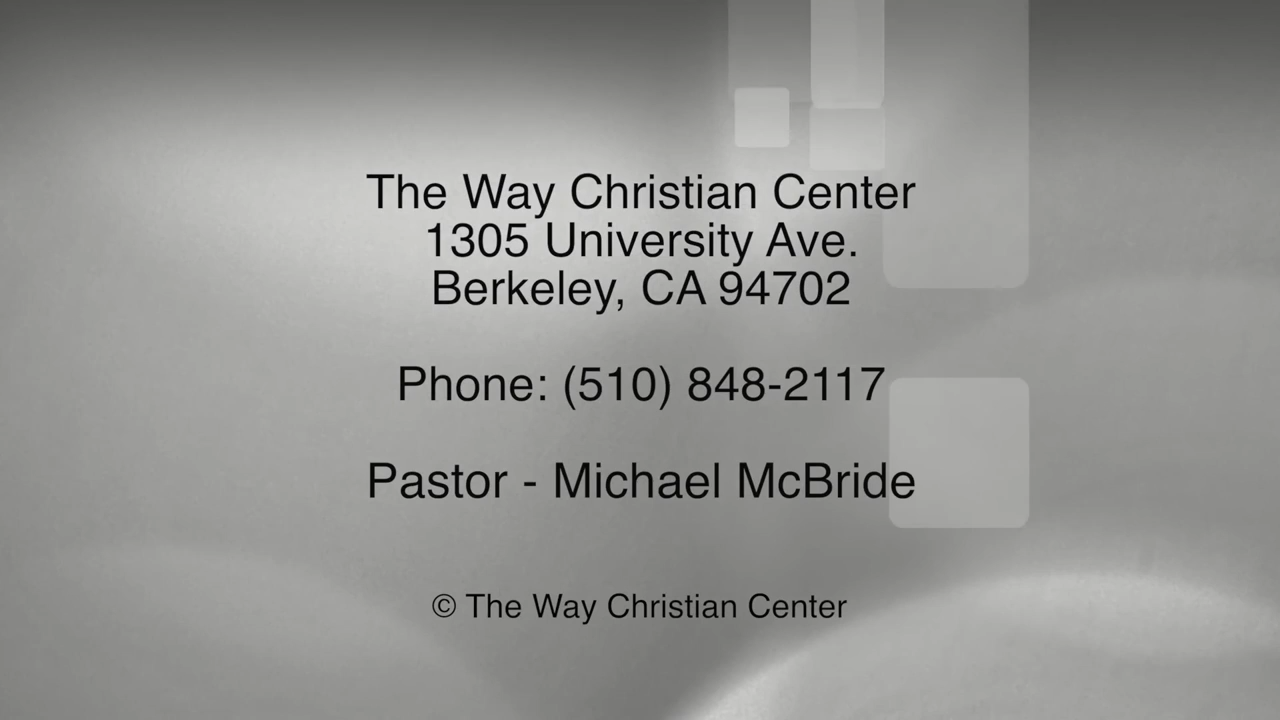 The Way Christian Center
1305 University Ave.
Berkeley, CA 94702
Phone: (510) 848-2117
Pastor - Michael McBride
© The Way Christian Center